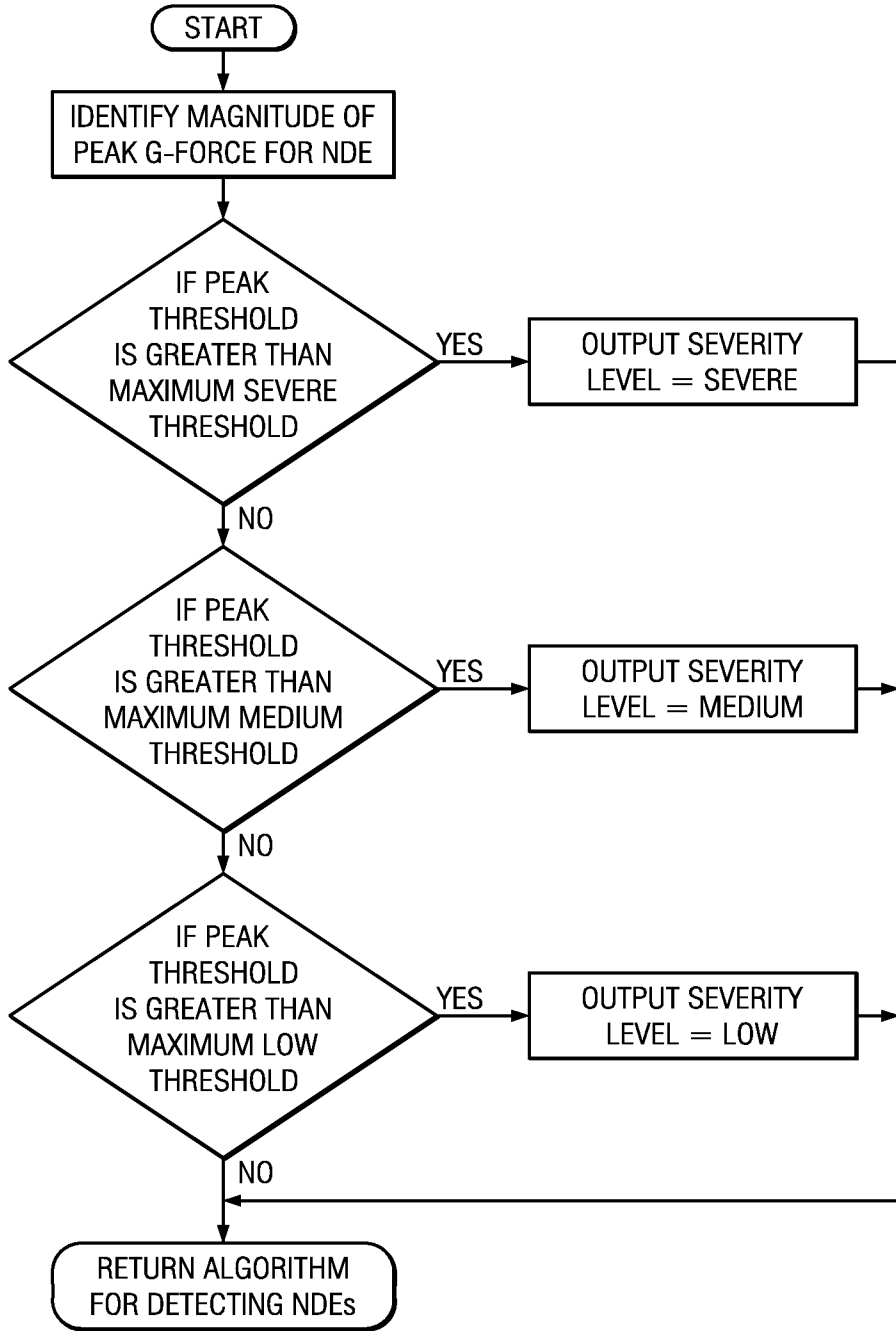 START
IDENTIFY MAGNITUDE OF
PEAK G-FORCE FOR NDE
IF PEAK
THRESHOLD
IS GREATER THAN
MAXIMUM SEVERE
THRESHOLD
YES
OUTPUT SEVERITY
LEVEL = SEVERE
NO
IF PEAK
THRESHOLD
IS GREATER THAN
MAXIMUM MEDIUM
THRESHOLD
YES
OUTPUT SEVERITY
LEVEL = MEDIUM
NO
IF PEAK
THRESHOLD
IS GREATER THAN
MAXIMUM LOW
THRESHOLD
YES
OUTPUT SEVERITY
LEVEL = LOW
NO
RETURN ALGORITHM
FOR DETECTING NDEs